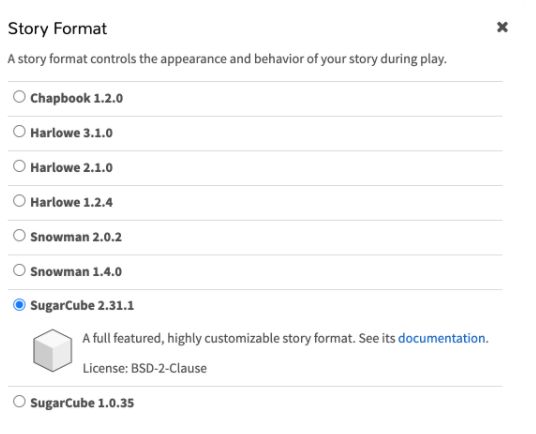 Story Format
A story format controls the appearance and behavior of your story during play.
Chapbook 1.2.0
Harlowe 3.1.0
Harlowe 2.1.0
Harlowe 1.2.4
Snowman 2.0.2
Snowman 1.4.0
SugarCube 2.31.1
A full featured, highly customizable story format. See its documentation.
License: BSD-2-Clause
SugarCube 1.0.35